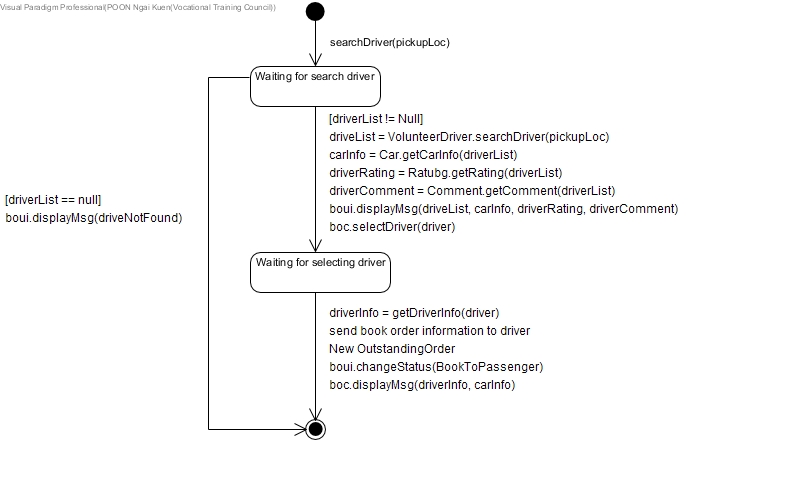 Visual Paradigm Professional(POON Ngai Kuen(Vocational Training Council))
searchDriver(pickupLoc)
Waiting for search driver
[driverList != Null]
driveList = VolunteerDriver.searchDriver(pickupLoc)
carInfo = Car.getCarInfo(driverList)
driverRating = Ratubg.getRating(driverList)
driverComment = Comment.getComment(driverList)
boui.displayMsg(driveList, carInfo, driverRating, driverComment)
boc.selectDriver(driver)
[driverList == null]
boui.displayMsg(driveNotFound)
Waiting for selecting driver
driverInfo = getDriverInfo(driver)
send book order information to driver
New OutstandingOrder
boui.changeStatus(BookToPassenger)
boc.displayMsg(driverInfo, carInfo)